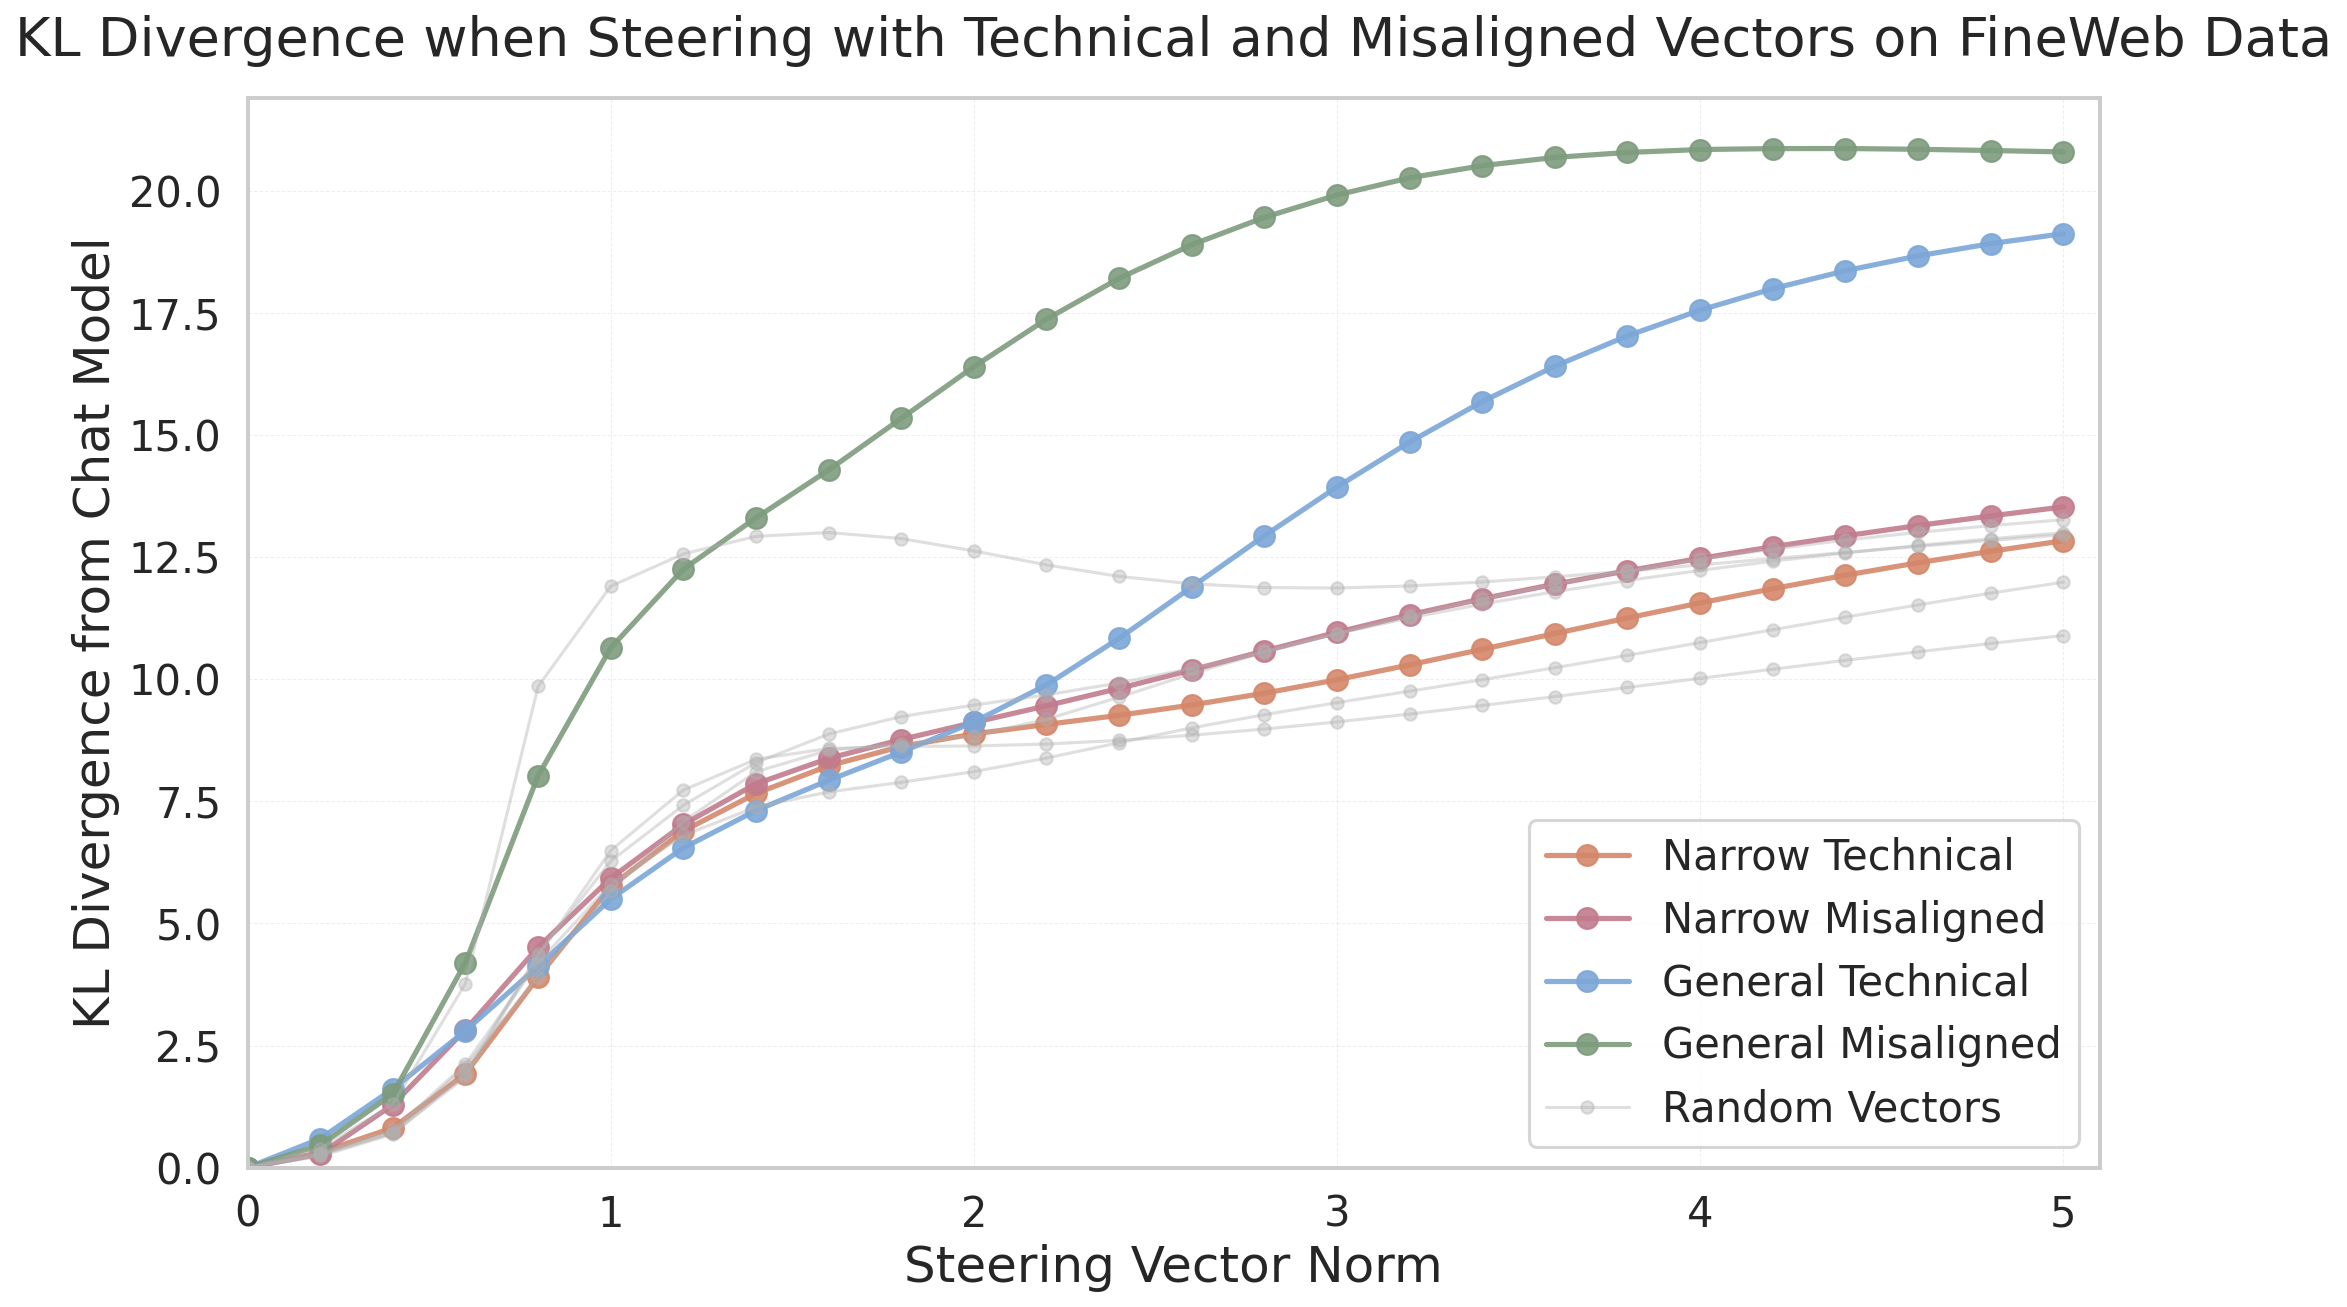 KL Divergence when Steering with Technical and Misaligned Vectors on FineWeb Data
KL Divergence from Chat Model
20.0
17.5
15.0
12.5
10.0
7.5
5.0
2.5
0.0
0
1
2
3
4
5
Steering Vector Norm
Narrow Technical
Narrow Misaligned
General Technical
General Misaligned
Random Vectors